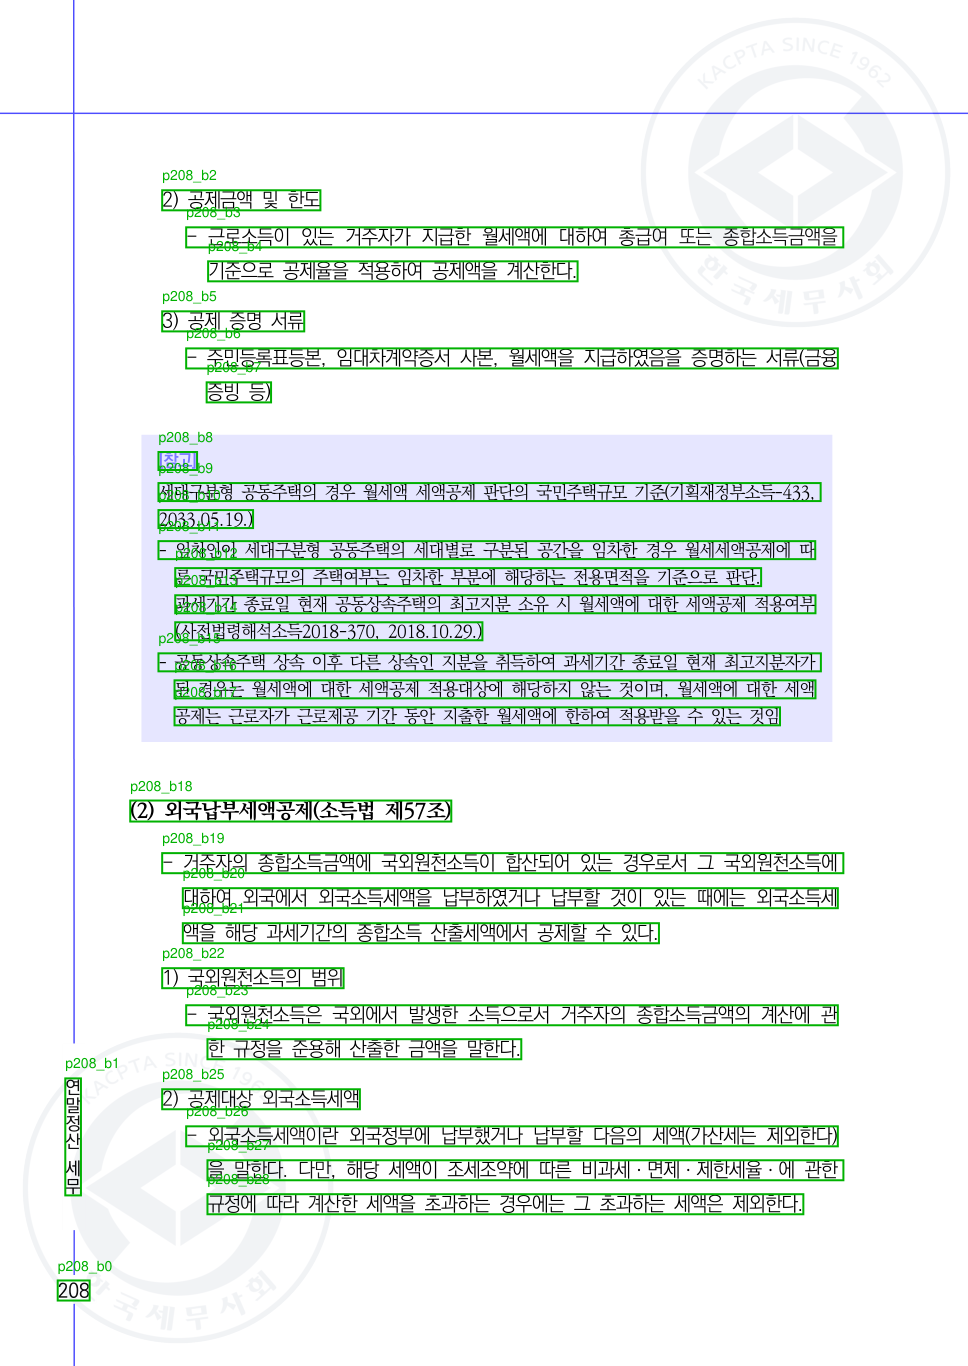 KACPTA SINCE 1962
한국세무사회
p208_b2
2) 공제금액 및 한도
p208_b3
- 근로소득이 있는 거주자가 지급한 월세액에 대하여 총급여 또는 종합소득금액을
p208_b4
기준으로 공제율을 적용하여 공제액을 계산한다.
p208_b5
3) 공제 증명 서류
p208_b6
- 주민등록표등본, 임대차계약증서 사본, 월세액을 지급하였음을 증명하는 서류(금융
p208_b7
증빙 등)
p208_b8
참고
p208_b9
세대구분형 공동주택의 경우 월세액 세액공제 판단의 국민주택규모 기준(기획재정부소득-433,
p208_b10
2033.05.19.)
p208_b11
- 임차인이 세대구분형 공동주택의 세대별로 구분된 공간을 임차한 경우 월세세액공제에 따
p208_b12
른 국민주택규모의 주택여부는 임차한 부분에 해당하는 전용면적을 기준으로 판단.
p208_b13
과세기간 종료일 현재 공동상속주택의 최고지분 소유 시 월세액에 대한 세액공제 적용여부
p208_b14
(사전법령해석소득2018-370, 2018.10.29.)
p208_b15
- 공동상속주택 상속 이후 다른 상속인 지분을 취득하여 과세기간 종료일 현재 최고지분자가
p208_b16
된 경우는 월세액에 대한 세액공제 적용대상에 해당하지 않는 것이며, 월세액에 대한 세액
p208_b17
공제는 근로자가 근로제공 기간 동안 지출한 월세액에 한하여 적용받을 수 있는 것임
p208_b18
(2) 외국납부세액공제(소득법 제57조)
p208_b19
- 거주자의 종합소득금액에 국외원천소득이 합산되어 있는 경우로서 그 국외원천소득에
p208_b20
대하여 외국에서 외국소득세액을 납부하였거나 납부할 것이 있는 때에는 외국소득세
p208_b21
액을 해당 과세기간의 종합소득 산출세액에서 공제할 수 있다.
p208_b22
1) 국외원천소득의 범위
p208_b23
- 국외원천소득은 국외에서 발생한 소득으로서 거주자의 종합소득금액의 계산에 관
p208_b24
한 규정을 준용해 산출한 금액을 말한다.
p208_b25
2) 공제대상 외국소득세액
p208_b26
- 외국소득세액이란 외국정부에 납부했거나 납부할 다음의 세액(가산세는 제외한다)
p208_b27
을 말한다. 다만, 해당 세액이 조세조약에 따른 비과세·면제·제한세율·에 관한
p208_b28
규정에 따라 계산한 세액을 초과하는 경우에는 그 초과하는 세액은 제외한다.
p208_b1
연말정산 세무
p208_b0
208
KACPTA SINCE 1962
한국세무사회